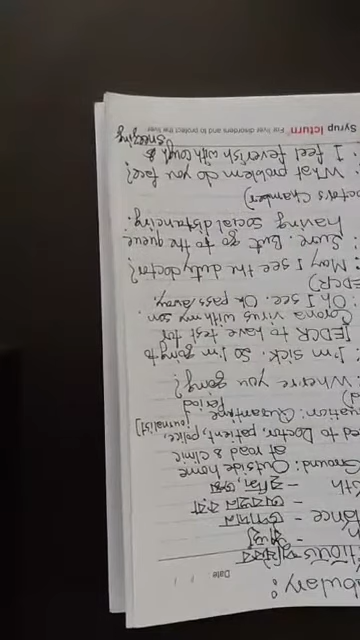 bulary:
Date
Ground: Outside home
at road & clinic
ted to Doctor, patient, police,
journalist]
uation: Quarantine
period
d)
: Where you going?
: I'm sick. So I'm going to
IEDCR to have test for
Corona virus with my son.
: Oh I see. Ok pass/away.
EDCR)
: May I see the duty doctor?
: Sure. But go to the queue
having social distancing.
octor's Chamber)
: What problem do you face?
: I feel feverish with cough &
Sneezing
Syrup Icturn For liver disorders and to protect the liver